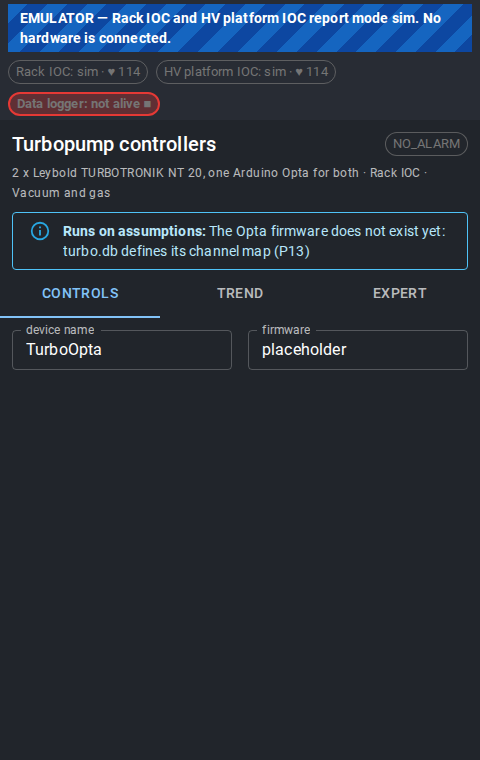 EMULATOR — Rack IOC and HV platform IOC report mode sim. No
hardware is connected.
Rack IOC: sim · ♥ 114
HV platform IOC: sim · ♥ 114
Data logger: not alive ■
Turbopump controllers
NO_ALARM
2 x Leybold TURBOTRONIK NT 20, one Arduino Opta for both · Rack IOC ·
Vacuum and gas
Runs on assumptions: The Opta firmware does not exist yet:
turbo.db defines its channel map (P13)
CONTROLS
TREND
EXPERT
device name
firmware
TurboOpta
placeholder